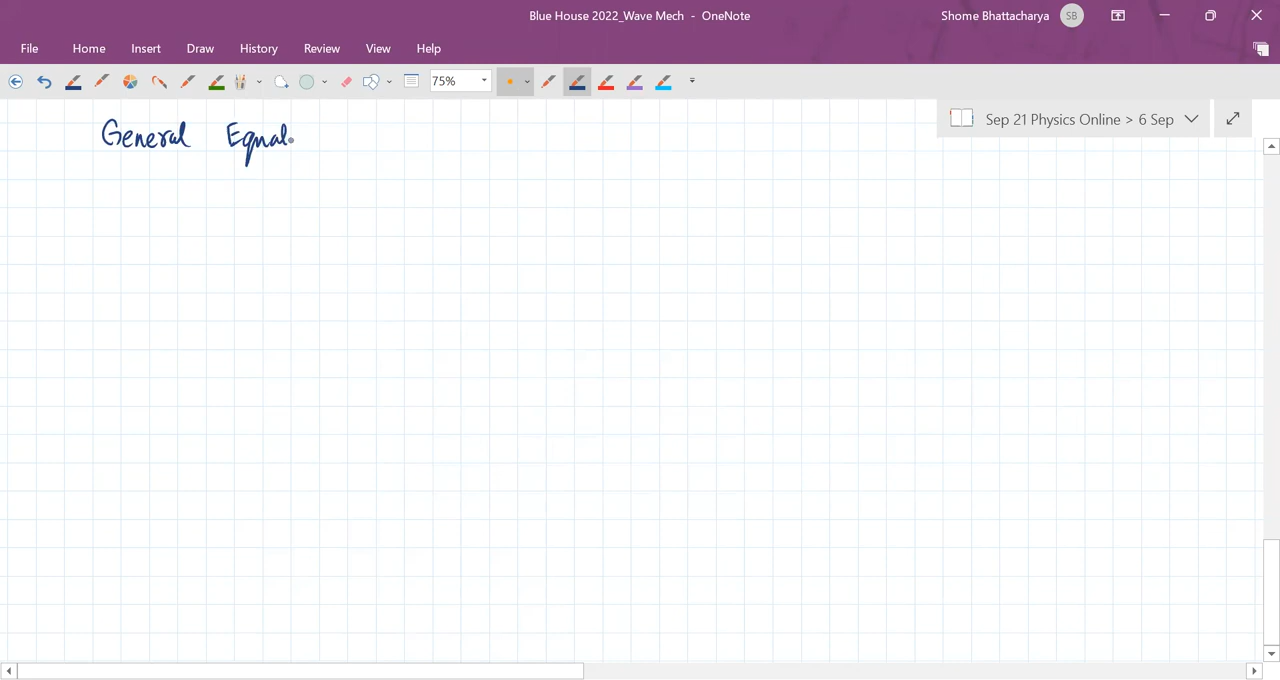 Blue House 2022_Wave Mech - OneNote
Shome Bhattacharya SB
File Home Insert Draw History Review View Help
75%
Sep 21 Physics Online > 6 Sep
General